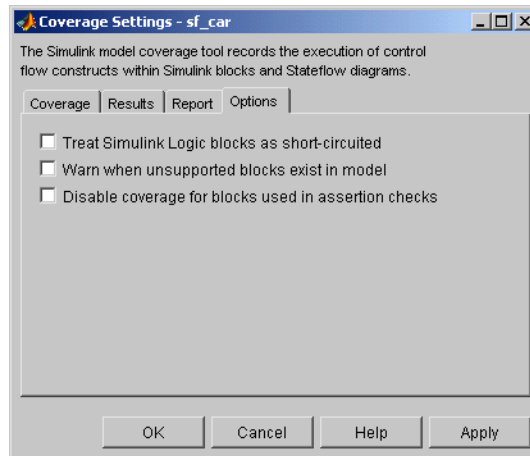 Coverage Settings - sf_car
The Simulink model coverage tool records the execution of control
flow constructs within Simulink blocks and Stateflow diagrams.
Coverage Results Report Options
Treat Simulink Logic blocks as short-circuited
Warn when unsupported blocks exist in model
Disable coverage for blocks used in assertion checks
OK Cancel Help Apply